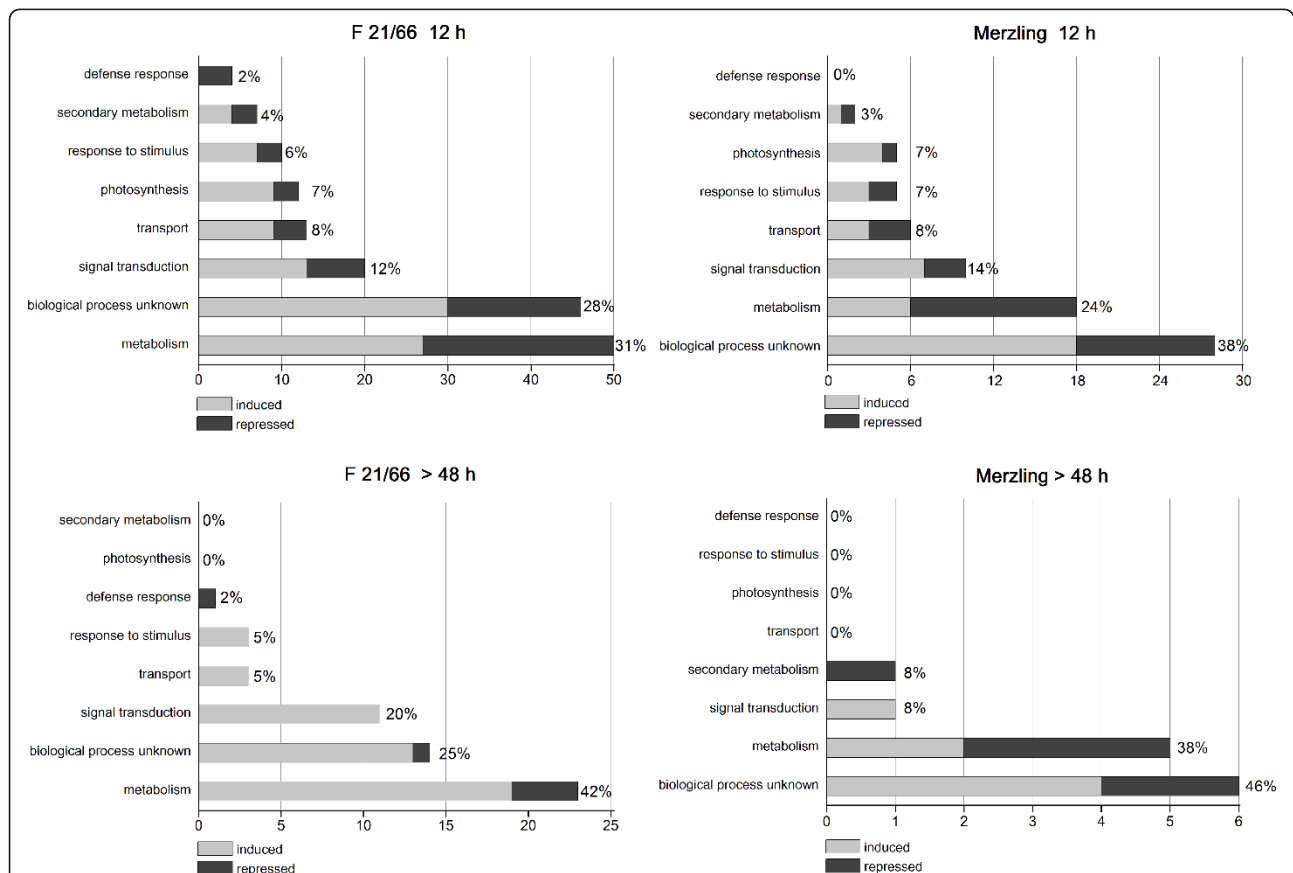 F 21/66 12 h
defense response 2%
secondary metabolism 4%
response to stimulus 6%
photosynthesis 7%
transport 8%
signal transduction 12%
biological process unknown 28%
metabolism 31%
0 10 20 30 40 50
induced
repressed
Merzling 12 h
defense response 0%
secondary metabolism 3%
photosynthesis 7%
response to stimulus 7%
transport 8%
signal transduction 14%
metabolism 24%
biological process unknown 38%
0 6 12 18 24 30
induced
repressed
F 21/66 > 48 h
secondary metabolism 0%
photosynthesis 0%
defense response 2%
response to stimulus 5%
transport 5%
signal transduction 20%
biological process unknown 25%
metabolism 42%
0 5 10 15 20 25
induced
repressed
Merzling > 48 h
defense response 0%
response to stimulus 0%
photosynthesis 0%
transport 0%
secondary metabolism 8%
signal transduction 8%
metabolism 38%
biological process unknown 46%
0 1 2 3 4 5 6
induced
repressed